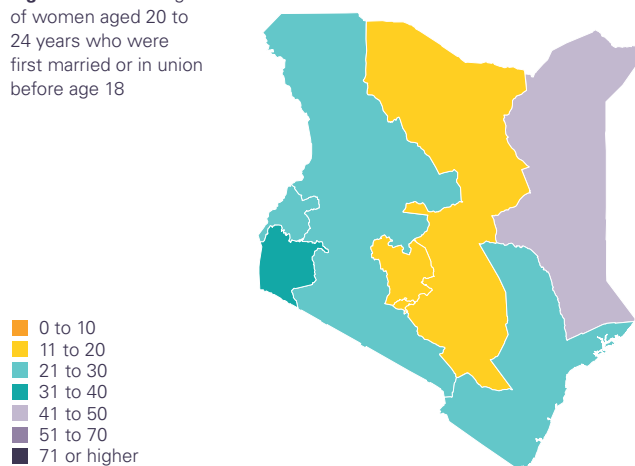 of women aged 20 to
24 years who were
first married or in union
before age 18
0 to 10
11 to 20
21 to 30
31 to 40
41 to 50
51 to 70
71 or higher